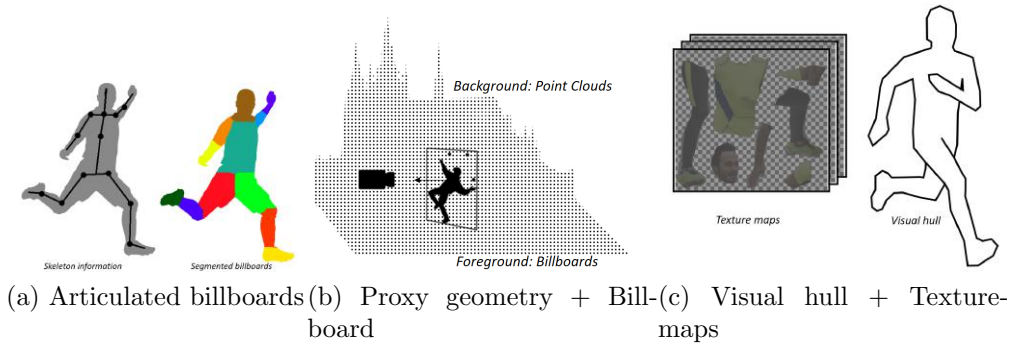 Background: Point Clouds
Foreground: Billboards
Skeleton information
Segmented billboards
Texture maps
Visual hull
(a) Articulated billboards
(b) Proxy geometry + Bill-
board
(c) Visual hull + Texture-
maps